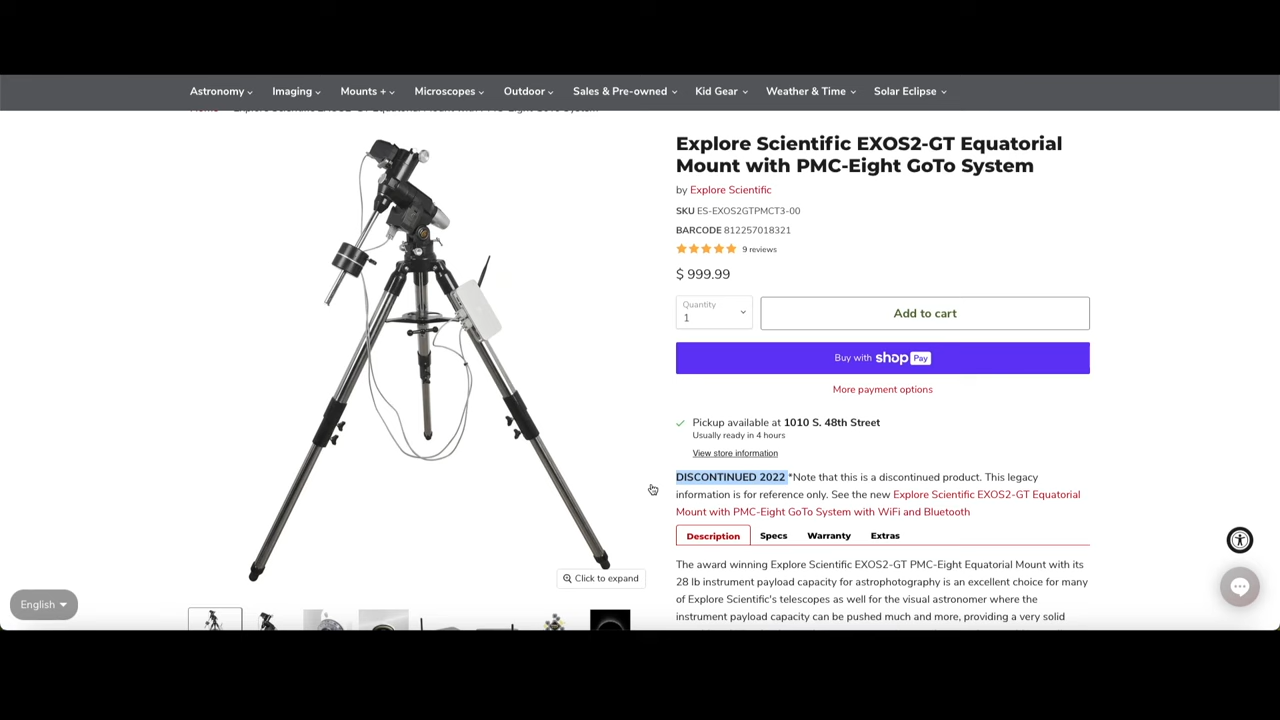 Astronomy Imaging Mounts + Microscopes Outdoor Sales & Pre-owned Kid Gear Weather & Time Solar Eclipse
Explore Scientific EXOS2-GT Equatorial
Mount with PMC-Eight GoTo System
by Explore Scientific
SKU ES-EXOS2GTPMCT3-00
BARCODE 812257018321
9 reviews
$ 999.99
Quantity
1
Add to cart
Buy with shop Pay
More payment options
Pickup available at 1010 S. 48th Street
Usually ready in 4 hours
View store information
DISCONTINUED 2022 *Note that this is a discontinued product. This legacy
information is for reference only. See the new Explore Scientific EXOS2-GT Equatorial
Mount with PMC-Eight GoTo System with WiFi and Bluetooth
Description Specs Warranty Extras
The award winning Explore Scientific EXOS2-GT PMC-Eight Equatorial Mount with its
28 lb instrument payload capacity for astrophotography is an excellent choice for many
of Explore Scientific's telescopes as well for the visual astronomer where the
instrument payload capacity can be pushed much and more, providing a very solid
Click to expand
English